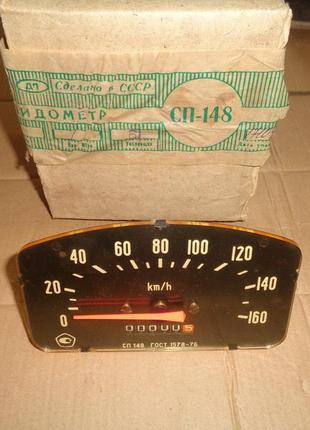 ДП Сделано в СССР
ИДОМЕТР СП-148
0 20 40 60 80 100 120 140 160
km/h
000005
СП 148 ГОСТ 1578-76